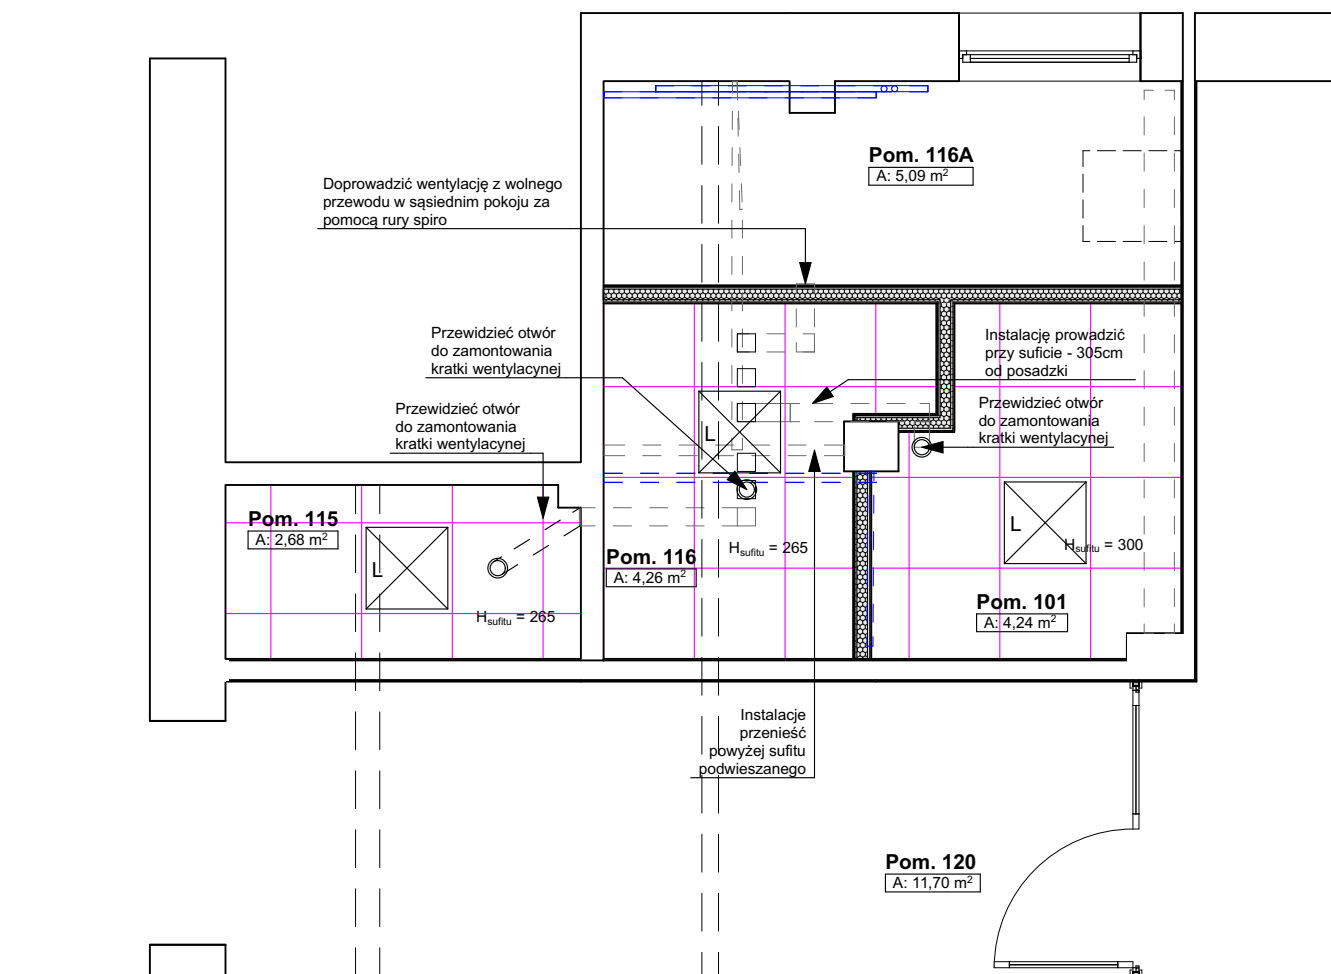 Pom. 116A
A: 5,09 m²
Doprowadzić wentylację z wolnego
przewodu w sąsiednim pokoju za
pomocą rury spiro
Przewidzieć otwór
do zamontowania
kratki wentylacynej
Instalację prowadzić
przy suficie - 305cm
od posadzki
Przewidzieć otwór
do zamontowania
kratki wentylacynej
Przewidzieć otwór
do zamontowania
kratki wentylacynej
L
Pom. 115
A: 2,68 m²
L
Hsufitu = 265
Pom. 116
A: 4,26 m²
Hsufitu = 265
L
Hsufitu = 300
Pom. 101
A: 4,24 m²
Instalacje
przenieść
powyżej sufitu
podwieszanego
Pom. 120
A: 11,70 m²